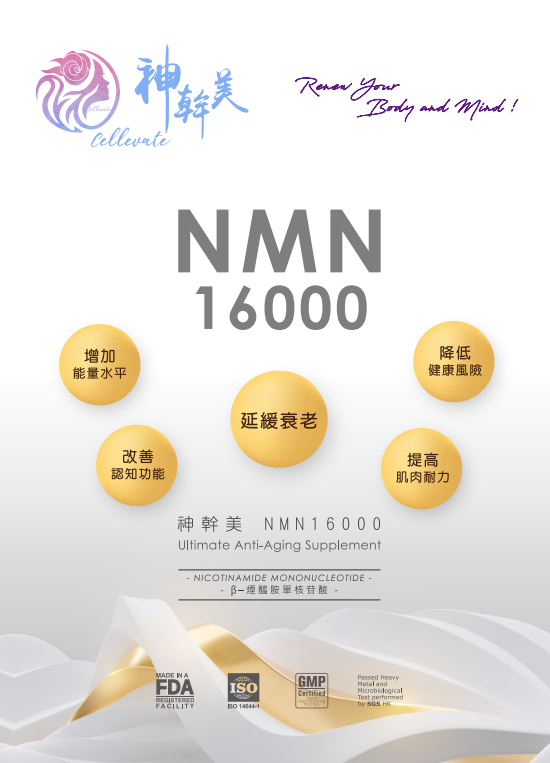 Cellevate
神幹美
Cellevate
Renew Your
Body and Mind !
NMN
16000
增加
能量水平
降低
健康風險
延緩衰老
改善
認知功能
提高
肌肉耐力
神幹美 NMN16000
Ultimate Anti-Aging Supplement
- NICOTINAMIDE MONONUCLEOTIDE -
- β–煙醯胺單核苷酸 -
MADE IN A
FDA
REGISTERED
FACILITY
ISO
ISO 14644-1
GMP
Certified
Passed Heavy
Metal and
Microbiological
Test performed
by SGS HK